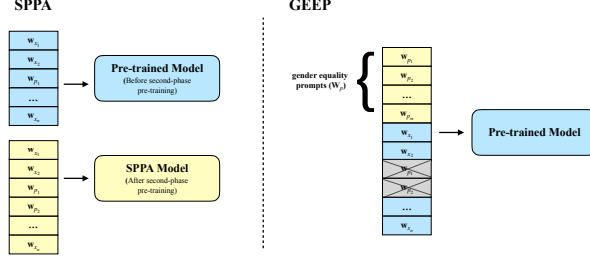 SPPA
w_{x_1}
w_{x_2}
w_{p_1}
...
w_{x_n}
Pre-trained Model
(Before second-phase
pre-training)
w_{x_1}
w_{x_2}
w_{p_1}
w_{p_2}
...
w_{x_n}
SPPA Model
(After second-phase
pre-training)
GEEP
gender equality
prompts (W_p)
w_{p_1}
w_{p_2}
...
w_{p_m}
w_{x_1}
w_{x_2}
w_{p_1}
w_{p_2}
...
w_{x_n}
Pre-trained Model